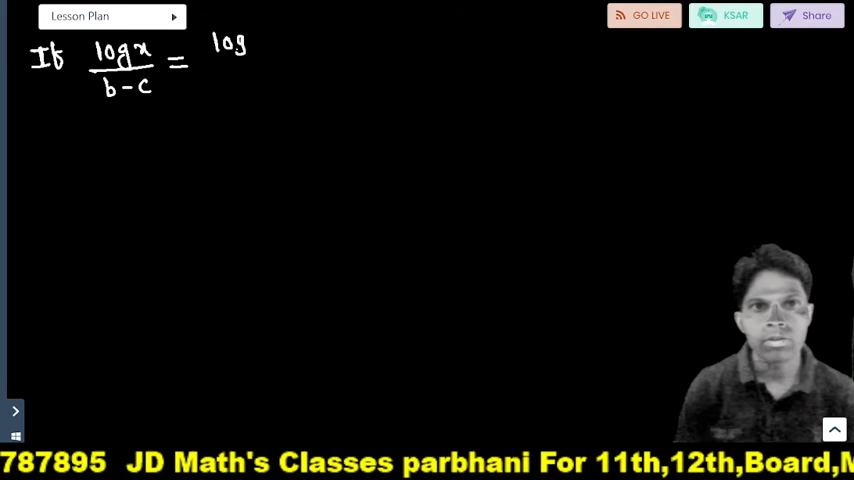 Lesson Plan
GO LIVE
KSAR
Share
If log x / b - c = log
787895 JD Math's Classes parbhani For 11th,12th,Board,M